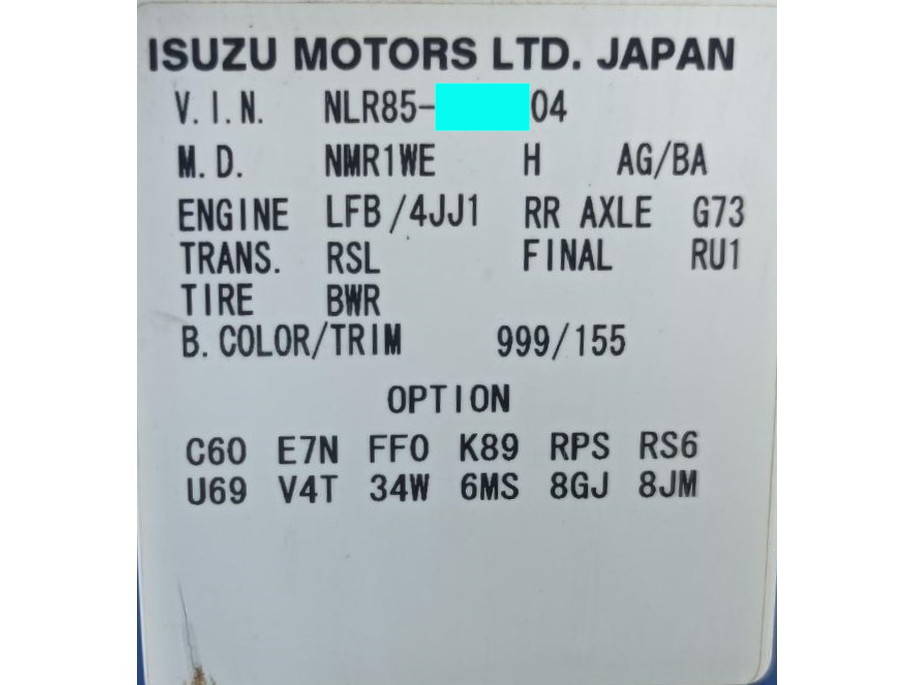 ISUZU MOTORS LTD. JAPAN
V.I.N. NLR85-04
M.D. NMR1WE H AG/BA
ENGINE LFB/4JJ1 RR AXLE G73
TRANS. RSL FINAL RU1
TIRE BWR
B.COLOR/TRIM 999/155
OPTION
C60 E7N FF0 K89 RPS RS6
U69 V4T 34W 6MS 8GJ 8JM